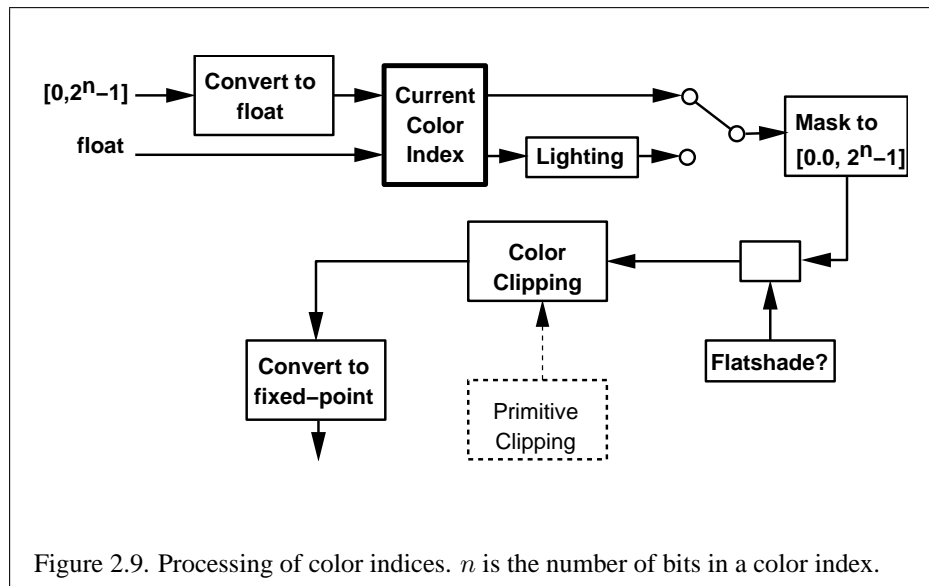 [0,2ⁿ−1]
Convert to
float
float
Current
Color
Index
Lighting
Mask to
[0.0, 2ⁿ−1]
Color
Clipping
Flatshade?
Convert to
fixed−point
Primitive
Clipping
Figure 2.9. Processing of color indices. n is the number of bits in a color index.